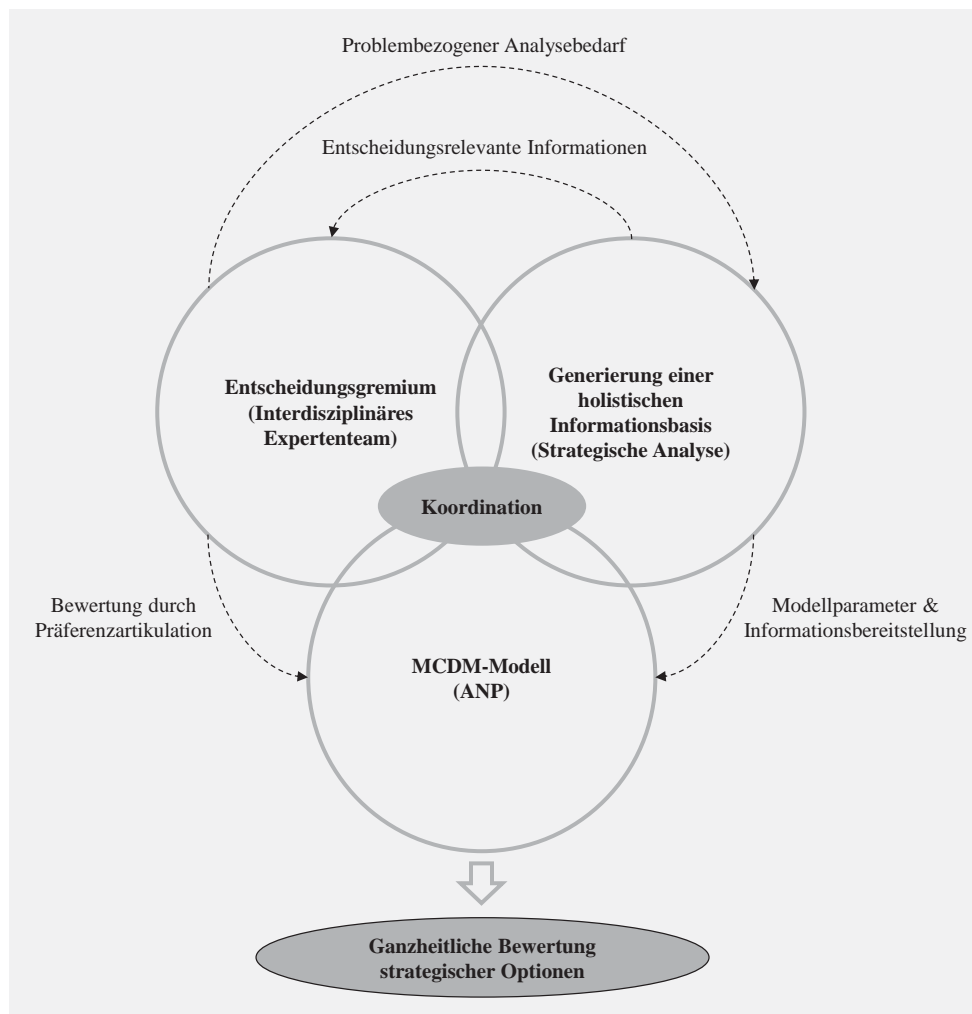 Problembezogener Analysebedarf
Entscheidungsrelevante Informationen
Entscheidungsgremium
(Interdisziplinäres
Expertenteam)
Generierung einer
holistischen
Informationsbasis
(Strategische Analyse)
Koordination
Bewertung durch
Präferenzartikulation
Modellparameter &
Informationsbereitstellung
MCDM-Modell
(ANP)
Ganzheitliche Bewertung
strategischer Optionen